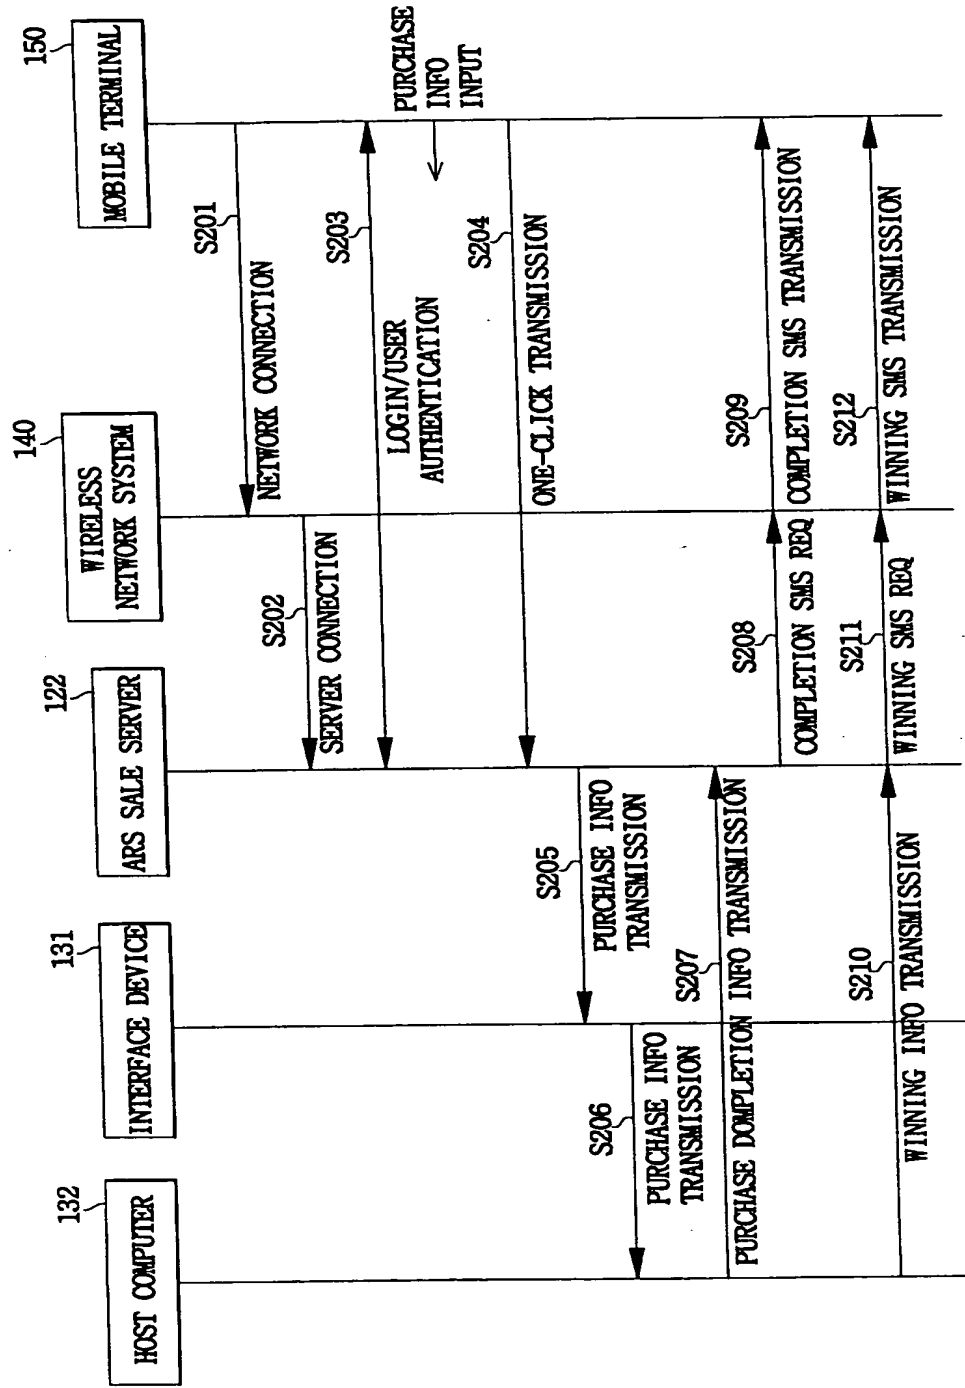 132
HOST COMPUTER
131
INTERFACE DEVICE
122
ARS SALE SERVER
140
WIRELESS
NETWORK SYSTEM
150
MOBILE TERMINAL
S201
NETWORK CONNECTION
S202
SERVER CONNECTION
S203
LOGIN/USER
AUTHENTICATION
PURCHASE
INFO
INPUT
S204
ONE-CLICK TRANSMISSION
S205
PURCHASE INFO
TRANSMISSION
S206
PURCHASE INFO
TRANSMISSION
S207
PURCHASE DOMPLETION INFO TRANSMISSION
S208
COMPLETION SMS REQ
S209
COMPLETION SMS TRANSMISSION
S210
WINNING INFO TRANSMISSION
S211
WINNING SMS REQ
S212
WINNING SMS TRANSMISSION